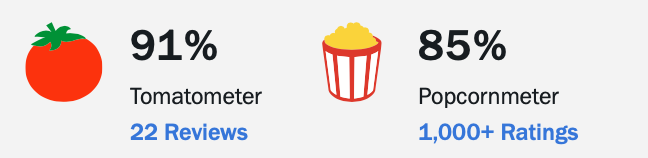 91%
Tomatometer
22 Reviews
85%
Popcornmeter
1,000+ Ratings